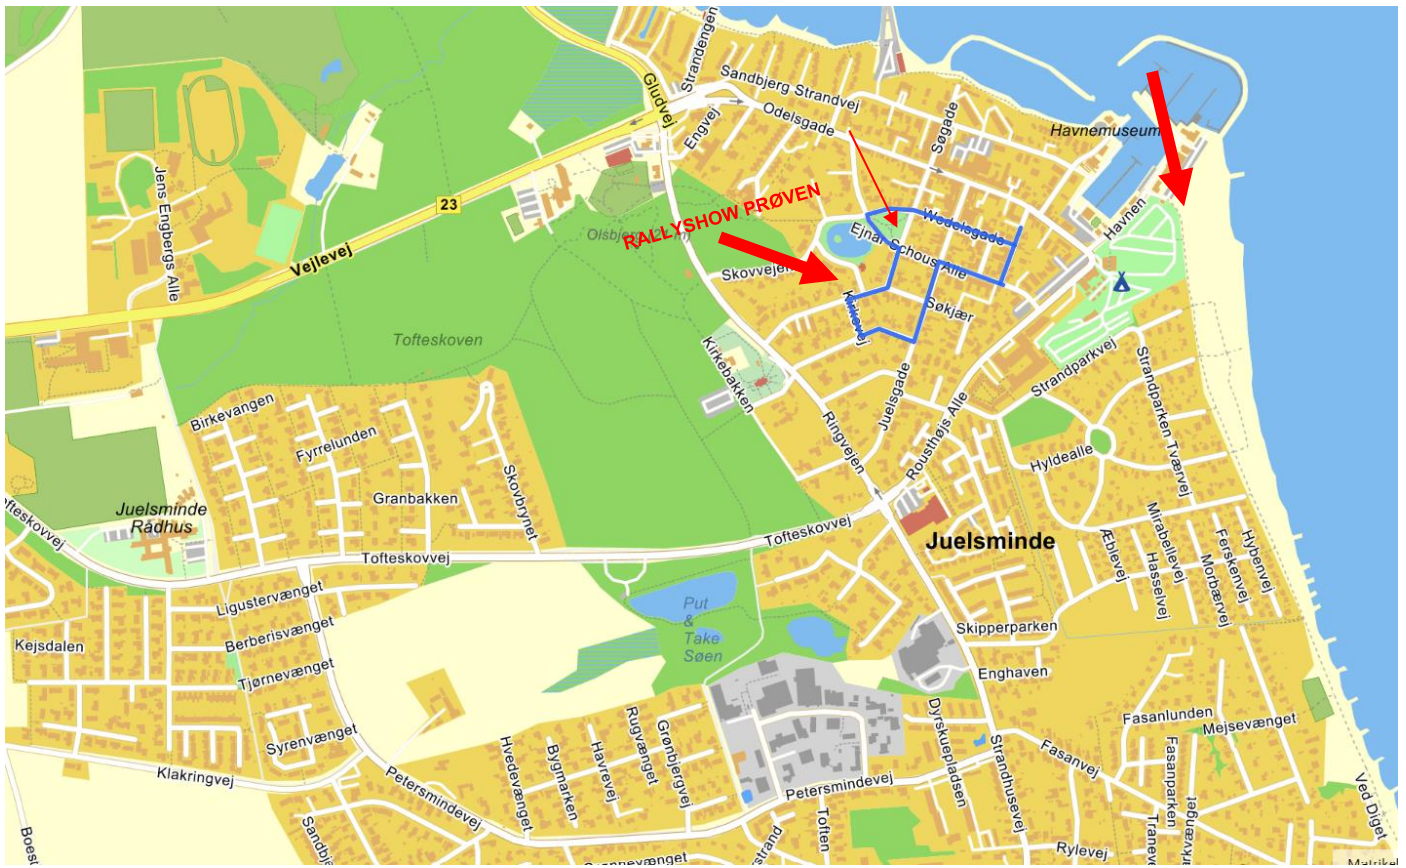 Strandengen
Gludvej
Sandbjerg Strandvej
Odelsgade
Engvej
Søgade
Havnemuseum
Jens Engbergs Alle
23
Vejlevej
RALLYSHOW PRØVEN
Olsbjerg (21 m)
Wedelsgade
Ejnar Schous Alle
Havnen
Skovvejen
Kirkevej
Søkjær
Tofteskoven
Kirkebakken
Strandparkvej
Strandparken Tværvej
Juelsgade
Ringvejen
Rousthøjs Alle
Hyldealle
Birkevangen
Fyrrelunden
Granbakken
Skovbrynet
Juelsminde
Rådhus
Tofteskovvej
Tofteskovvej
Tofteskovvej
Juelsminde
Æblevej
Mirabellevej
Hasselvej
Morbærvej
Ferskenvej
Hybenvej
Ligustervænget
Berberisvænget
Tjørnevænget
Kejsdalen
Put
&
Take
Søen
Skipperparken
Enghaven
Syrenvænget
Klakringvej
Petersmindevej
Hvedevænget
Bygmarken
Havrevej
Rugvænget
Grønbjergvej
Petersmindevej
Dyrskuepladsen
Strandhusevej
Fasanvej
Fasanlunden
Mejsevænget
Fasanparken
Ved Diget
Toften
Rylevej